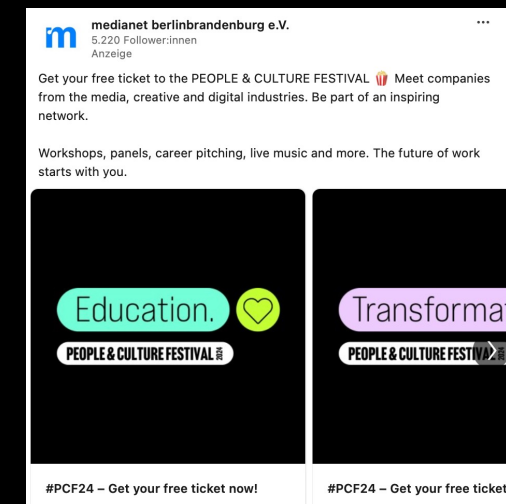 m
medianet berlinbrandenburg e.V.
5.220 Follower:innen
Anzeige
Get your free ticket to the PEOPLE & CULTURE FESTIVAL 🍿 Meet companies
from the media, creative and digital industries. Be part of an inspiring
network.
Workshops, panels, career pitching, live music and more. The future of work
starts with you.
Education.
PEOPLE & CULTURE FESTIVAL 2024
#PCF24 – Get your free ticket now!
Transforma
PEOPLE & CULTURE FESTIVAL 2024
#PCF24 – Get your free ticket